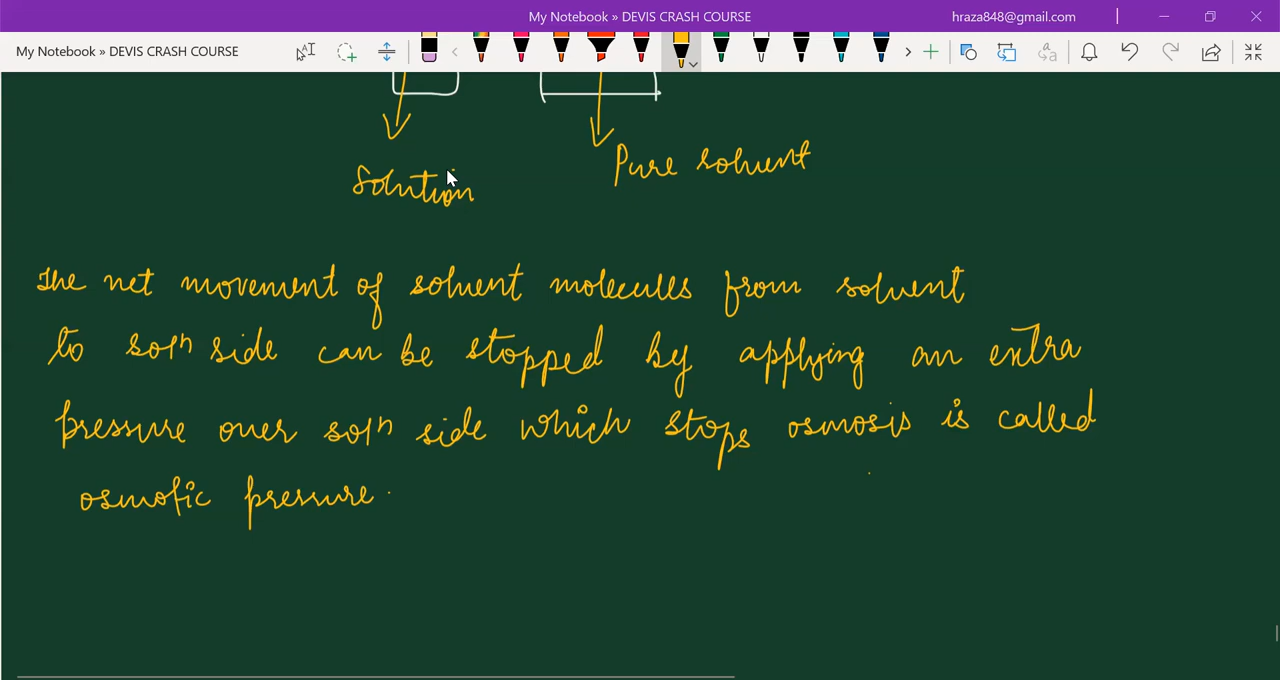 My Notebook » DEVIS CRASH COURSE
hraza848@gmail.com
My Notebook » DEVIS CRASH COURSE
Solution
Pure solvent
The net movement of solvent molecules from solvent
to solⁿ side can be stopped by applying an extra
pressure over solⁿ side which stops osmosis is called
osmotic pressure.